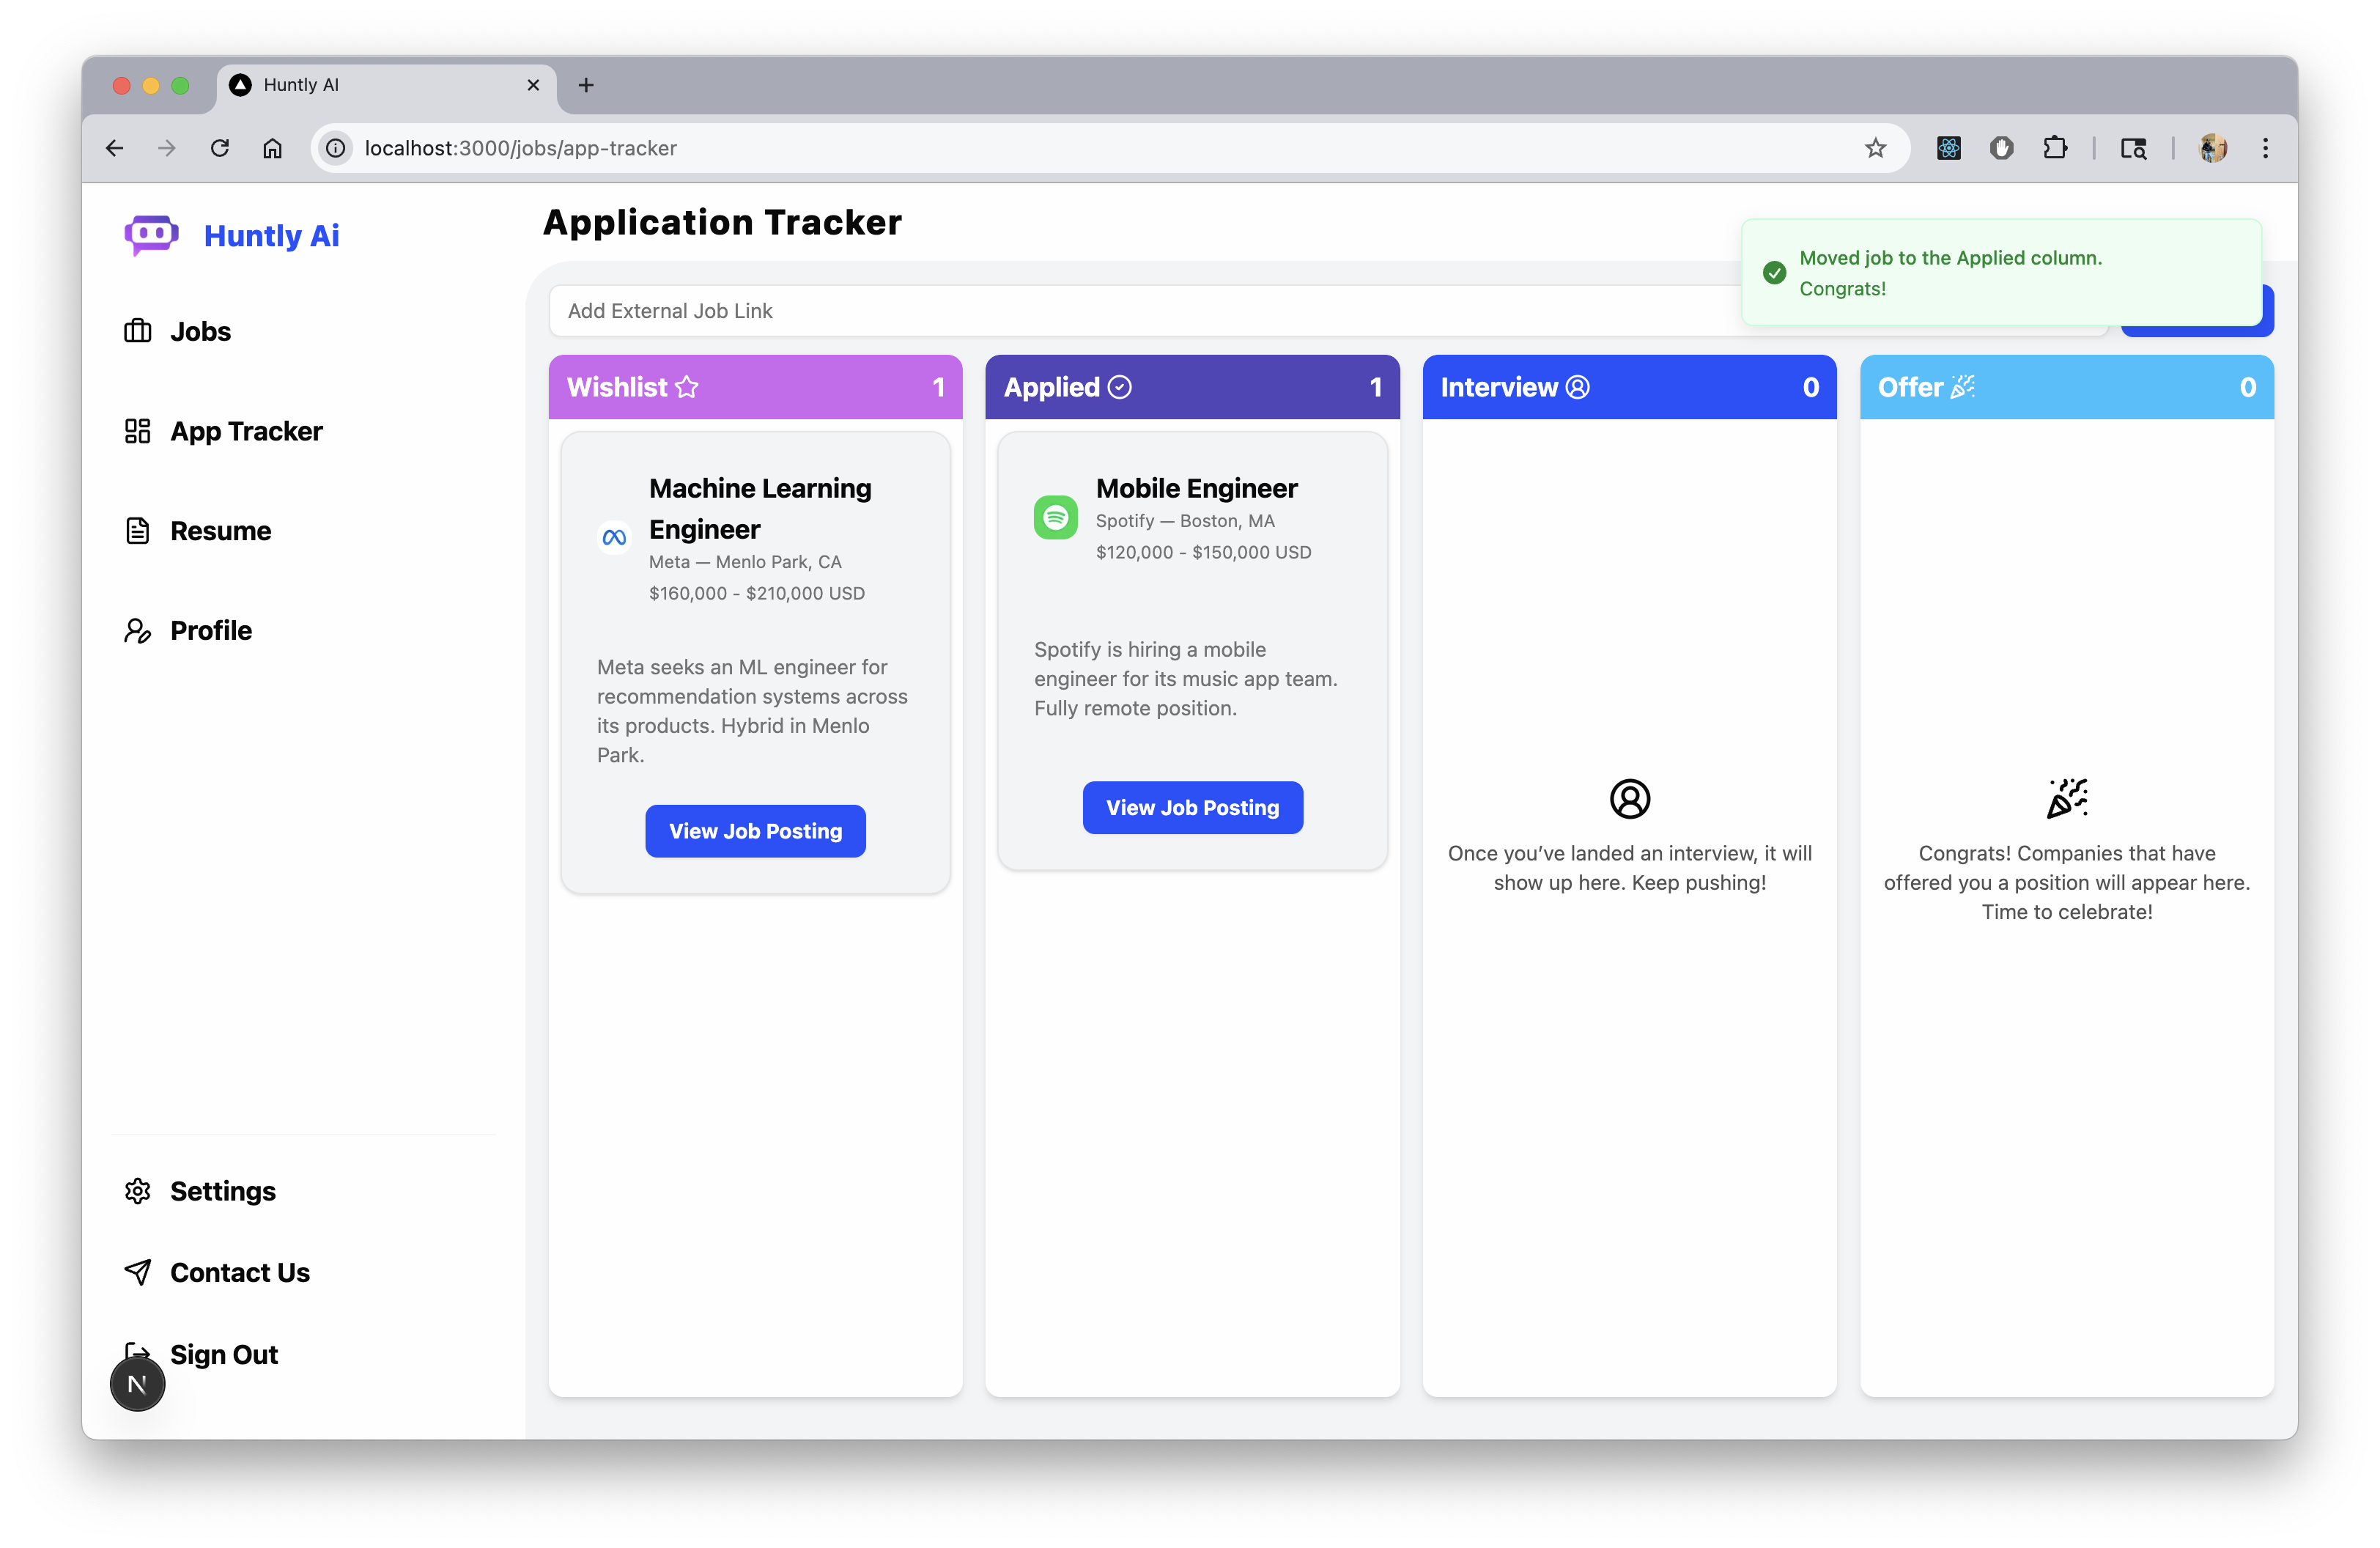 Huntly AI
localhost:3000/jobs/app-tracker
Huntly Ai
Jobs
App Tracker
Resume
Profile
Settings
Contact Us
Sign Out
N
Application Tracker
Moved job to the Applied column.
Congrats!
Add External Job Link
Wishlist 1
Machine Learning
Engineer
Meta — Menlo Park, CA
$160,000 - $210,000 USD
Meta seeks an ML engineer for
recommendation systems across
its products. Hybrid in Menlo
Park.
View Job Posting
Applied 1
Mobile Engineer
Spotify — Boston, MA
$120,000 - $150,000 USD
Spotify is hiring a mobile
engineer for its music app team.
Fully remote position.
View Job Posting
Interview 0
Once you’ve landed an interview, it will
show up here. Keep pushing!
Offer 0
Congrats! Companies that have
offered you a position will appear here.
Time to celebrate!